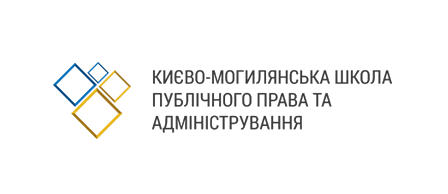 КИЄВО-МОГИЛЯНСЬКА ШКОЛА
ПУБЛІЧНОГО ПРАВА ТА
АДМІНІСТРУВАННЯ